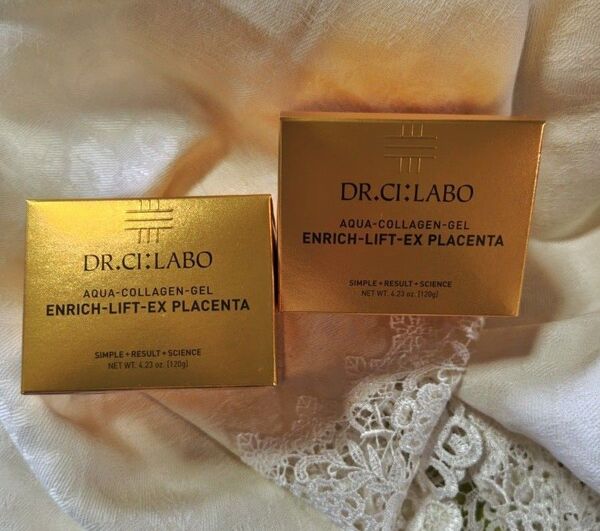 DR.CI:LABO
AQUA-COLLAGEN-GEL
ENRICH-LIFT-EX PLACENTA
SIMPLE+RESULT+SCIENCE
NET WT. 4.23 oz. [120g]
DR.CI:LABO
AQUA-COLLAGEN-GEL
ENRICH-LIFT-EX PLACENTA
SIMPLE+RESULT+SCIENCE
NET WT. 4.23 oz. [120g]